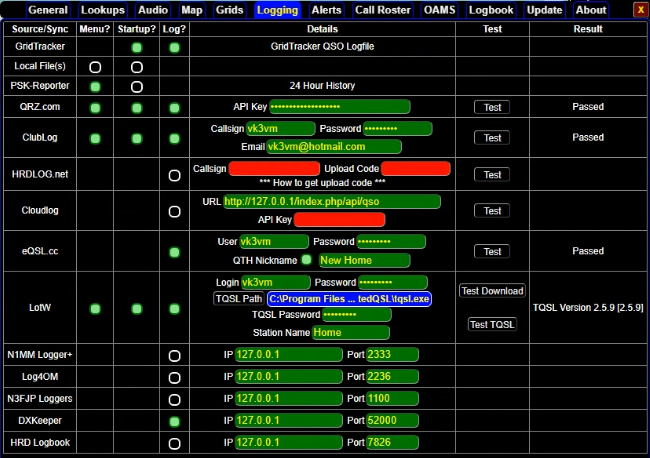 General Lookups Audio Map Grids Logging Alerts Call Roster OAMS Logbook Update About X
Source/Sync Menu? Startup? Log? Details Test Result
GridTracker GridTracker QSO Logfile
Local File(s)
PSK-Reporter 24 Hour History
QRZ.com API Key •••••••••••••••••• Test Passed
Callsign vk3vm Password •••••••••
ClubLog Test Passed
Email vk3vm@hotmail.com
Callsign Upload Code
HRDLOG.net Test
*** How to get upload code ***
URL http://127.0.0.1/index.php/api/qso
Cloudlog Test
API Key
User vk3vm Password •••••••••
eQSL.cc Test Passed
QTH Nickname New Home
Login vk3vm Password •••••••••
Test Download
TQSL Path C:\Program Files ... tedQSL\tqsl.exe
LotW TQSL Version 2.5.9 [2.5.9]
TQSL Password •••••••••
Test TQSL
Station Name Home
N1MM Logger+ IP 127.0.0.1 Port 2333
Log4OM IP 127.0.0.1 Port 2236
N3FJP Loggers IP 127.0.0.1 Port 1100
DXKeeper IP 127.0.0.1 Port 52000
HRD Logbook IP 127.0.0.1 Port 7826